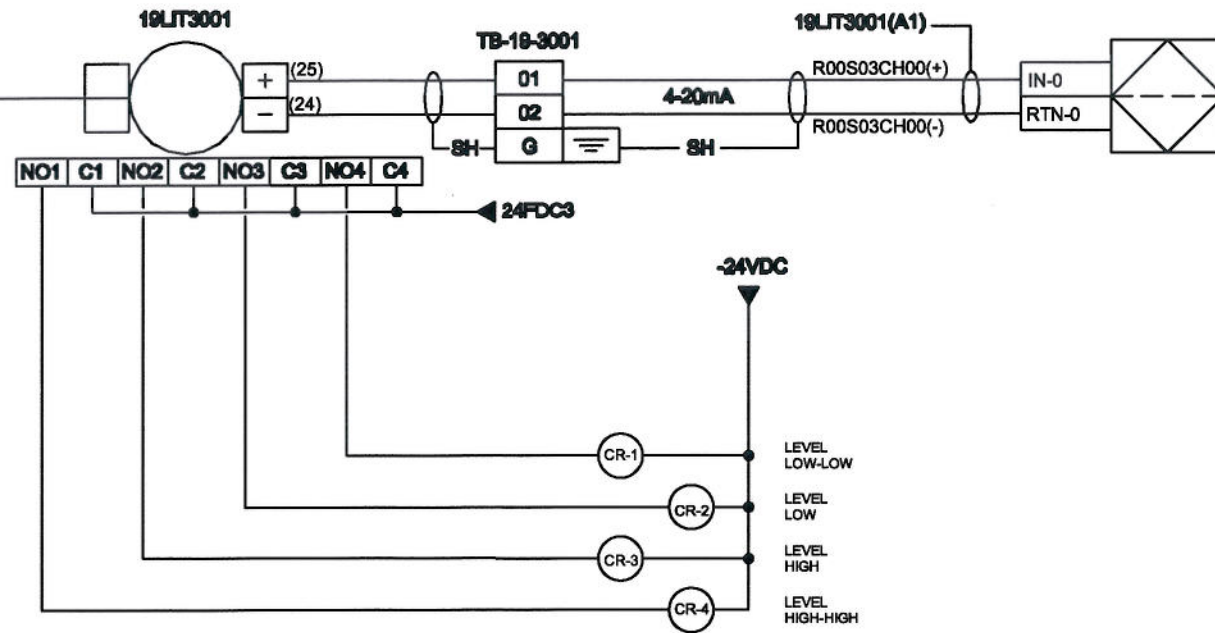 19LIT3001
19LIT3001(A1)
TB-19-3001
+
(25)
01
R00S03CH00(+)
IN-0
4-20mA
-
(24)
02
R00S03CH00(-)
RTN-0
SH
G
SH
NO1 C1 NO2 C2 NO3 C3 NO4 C4
24FDC3
-24VDC
CR-1
LEVEL
LOW-LOW
CR-2
LEVEL
LOW
CR-3
LEVEL
HIGH
CR-4
LEVEL
HIGH-HIGH